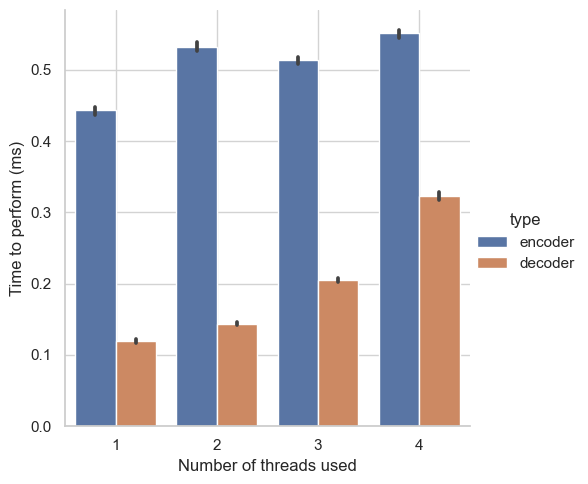 0.5
0.4
0.3
0.2
0.1
0.0
Time to perform (ms)
1 2 3 4
Number of threads used
type
encoder
decoder